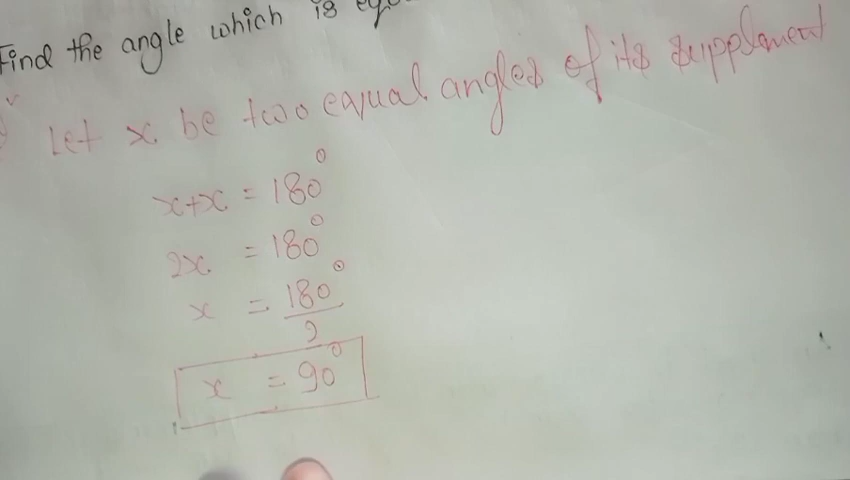 Find the angle which is
Let x be two equal angles of its supplement
x+x = 180°
2x = 180°
x = 180°/2
x = 90°